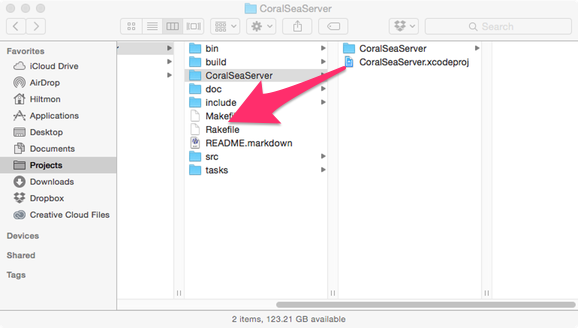 CoralSeaServer
Search
Favorites
iCloud Drive
AirDrop
Hiltmon
Applications
Desktop
Documents
Projects
Downloads
Dropbox
Creative Cloud Files
Devices
Shared
Tags
bin
build
CoralSeaServer
doc
include
Rakefile
README.markdown
src
tasks
CoralSeaServer
CoralSeaServer.xcodeproj
2 items, 123.21 GB available